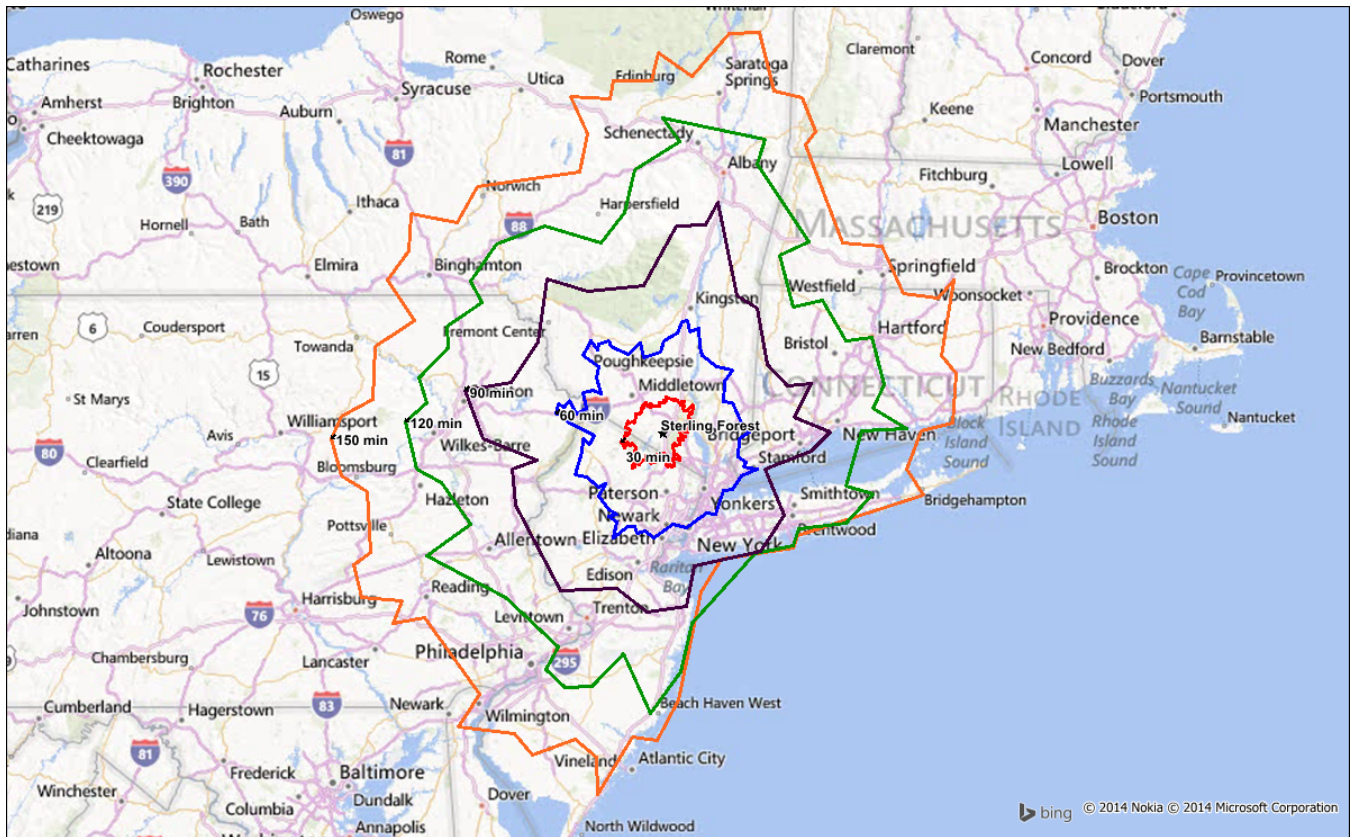 Oswego
Whitehall
Claremont
Catharines
Rochester
Rome
Edinburg
Saratoga
Springs
Concord
Dover
Amherst
Brighton
Syracuse
Utica
Portsmouth
Auburn
Keene
Cheektowaga
Manchester
Schenectady
81
Albany
Lowell
390
Fitchburg
Norwich
219
Ithaca
Harpersfield
Hornell
Bath
88
MASSACHUSETTS
Boston
Elmira
Binghamton
Springfield
Brockton
Cape
Cod
Bay
Provincetown
Westfield
Woonsocket
Kingston
6
Coudersport
Fremont Center
Hartford
Providence
Towanda
Bristol
New Bedford
Barnstable
Poughkeepsie
15
Middletown
CONNECTICUT
RHODE
ISLAND
Buzzards
Bay
Nantucket
Sound
St Marys
90 min
Williamsport
60 min
Rhode
Island
Sound
Nantucket
Avis
150 min
120 min
Sterling Forest
Bridgeport
New Haven
Block
Island
Sound
80
Wilkes-Barre
30 min
Stamford
Clearfield
Bloomsburg
State College
Hazleton
Paterson
Yonkers
Smithtown
Bridgehampton
Pottsville
Newark
Brentwood
Altoona
Lewistown
Allentown
Elizabeth
New York
Edison
Raritan
Bay
Johnstown
Harrisburg
Reading
Trenton
76
Levittown
Chambersburg
Lancaster
Philadelphia
295
Cumberland
Hagerstown
83
Newark
Wilmington
Beach Haven West
81
Frederick
Baltimore
Vineland
Atlantic City
Winchester
Columbia
Dundalk
Dover
Annapolis
North Wildwood
bing © 2014 Nokia © 2014 Microsoft Corporation